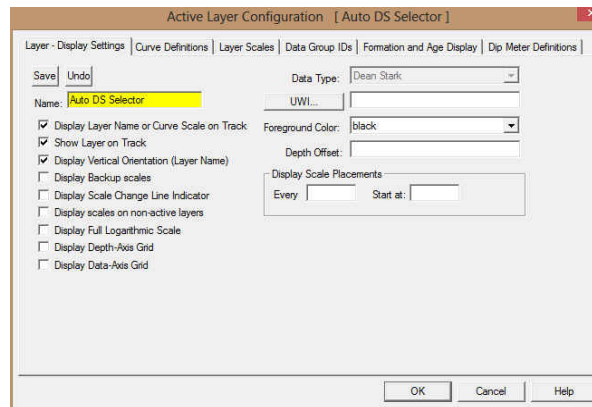 Active Layer Configuration [ Auto DS Selector ]
Layer - Display Settings Curve Definitions Layer Scales Data Group IDs Formation and Age Display Dip Meter Definitions
Save Undo
Name: Auto DS Selector
Display Layer Name or Curve Scale on Track
Show Layer on Track
Display Vertical Orientation (Layer Name)
Display Backup scales
Display Scale Change Line Indicator
Display scales on non-active layers
Display Full Logarithmic Scale
Display Depth-Axis Grid
Display Data-Axis Grid
Data Type: Dean Stark
UWI...
Foreground Color: black
Depth Offset:
Display Scale Placements
Every Start at:
OK Cancel Help